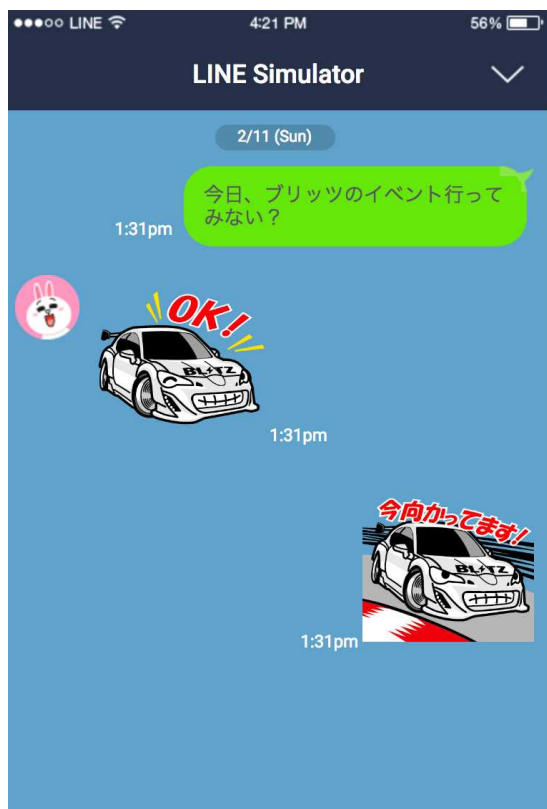 LINE
4:21 PM
56%
LINE Simulator
2/11 (Sun)
今日、ブリッツのイベント行って
みない？
1:31pm
OK!
BLITZ
1:31pm
今向かってます!
BLITZ
1:31pm